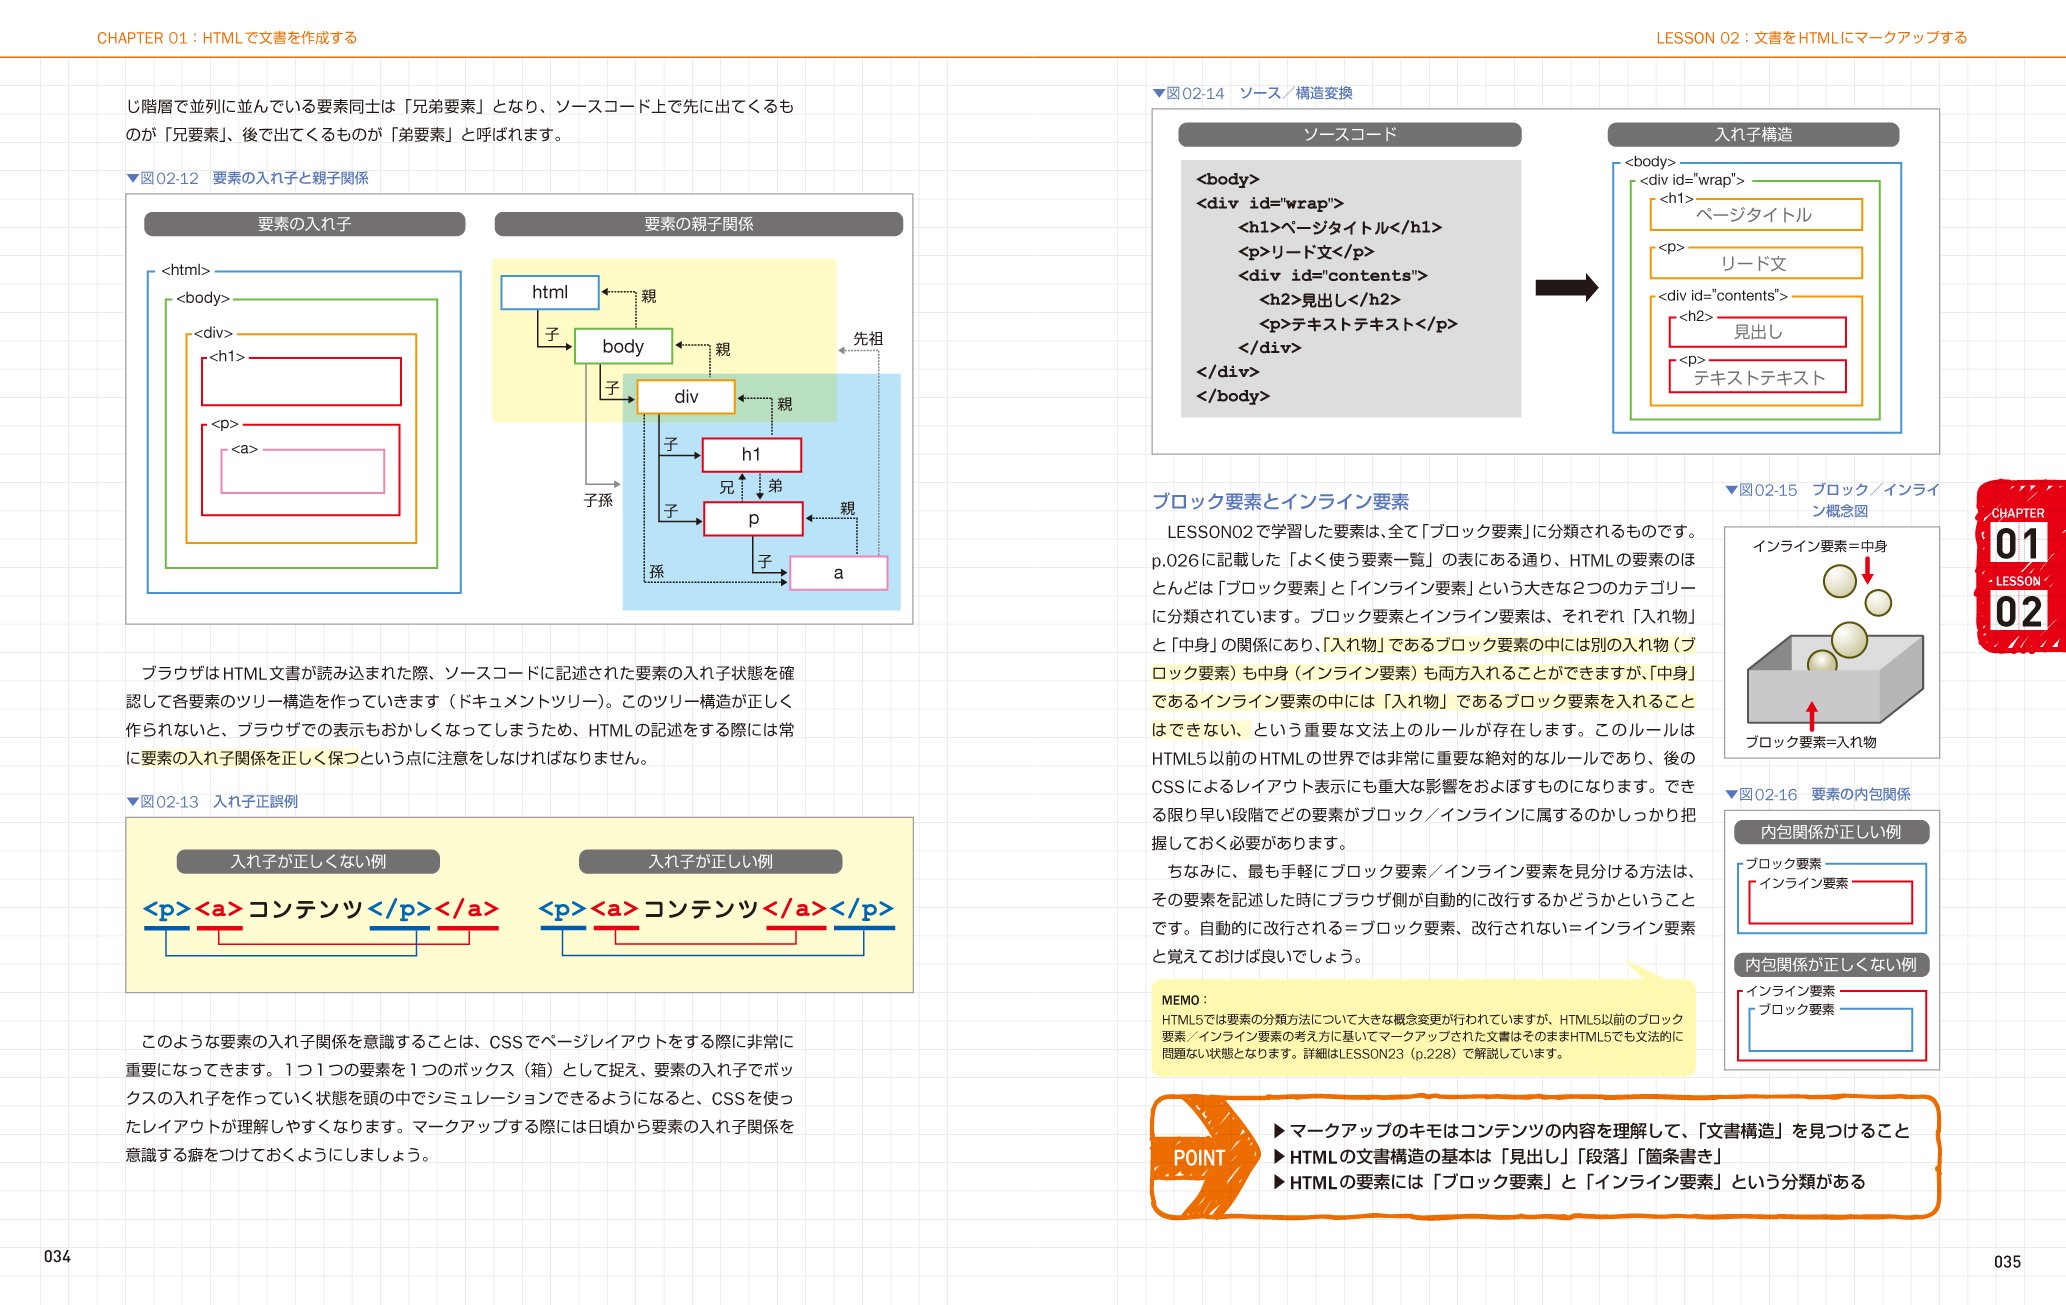 CHAPTER 01：HTMLで文書を作成する
じ階層で並列に並んでいる要素同士は「兄弟要素」となり、ソースコード上で先に出てくるも
のが「兄要素」、後で出てくるものが「弟要素」と呼ばれます。
▼図02-12　要素の入れ子と親子関係
要素の入れ子
<html>
<body>
<div>
<h1>
<p>
<a>
要素の親子関係
html
親
子
body
親
先祖
子
div
親
子
h1
兄
弟
子孫
子
p
親
子
孫
a
ブラウザはHTML文書が読み込まれた際、ソースコードに記述された要素の入れ子状態を確
認して各要素のツリー構造を作っていきます（ドキュメントツリー）。このツリー構造が正しく
作られないと、ブラウザでの表示もおかしくなってしまうため、HTMLの記述をする際には常
に要素の入れ子関係を正しく保つという点に注意をしなければなりません。
▼図02-13　入れ子正誤例
入れ子が正しくない例
<p><a>コンテンツ</p></a>
入れ子が正しい例
<p><a>コンテンツ</a></p>
このような要素の入れ子関係を意識することは、CSSでページレイアウトをする際に非常に
重要になってきます。1つ1つの要素を1つのボックス（箱）として捉え、要素の入れ子でボッ
クスの入れ子を作っていく状態を頭の中でシミュレーションできるようになると、CSSを使っ
たレイアウトが理解しやすくなります。マークアップする際には日頃から要素の入れ子関係を
意識する癖をつけておくようにしましょう。
034
LESSON 02：文書をHTMLにマークアップする
▼図02-14　ソース／構造変換
ソースコード
<body>
<div id="wrap">
<h1>ページタイトル</h1>
<p>リード文</p>
<div id="contents">
<h2>見出し</h2>
<p>テキストテキスト</p>
</div>
</div>
</body>
入れ子構造
<body>
<div id="wrap">
<h1>
ページタイトル
<p>
リード文
<div id="contents">
<h2>
見出し
<p>
テキストテキスト
ブロック要素とインライン要素
LESSON02で学習した要素は、全て「ブロック要素」に分類されるものです。
p.026に記載した「よく使う要素一覧」の表にある通り、HTMLの要素のほ
とんどは「ブロック要素」と「インライン要素」という大きな2つのカテゴリー
に分類されています。ブロック要素とインライン要素は、それぞれ「入れ物」
と「中身」の関係にあり、「入れ物」であるブロック要素の中には別の入れ物（ブ
ロック要素）も中身（インライン要素）も両方入れることができますが、「中身」
であるインライン要素の中には「入れ物」であるブロック要素を入れること
はできない、という重要な文法上のルールが存在します。このルールは
HTML5以前のHTMLの世界では非常に重要な絶対的なルールであり、後の
CSSによるレイアウト表示にも重大な影響をおよぼすものになります。でき
る限り早い段階でどの要素がブロック／インラインに属するのかしっかり把
握しておく必要があります。
ちなみに、最も手軽にブロック要素／インライン要素を見分ける方法は、
その要素を記述した時にブラウザ側が自動的に改行するかどうかということ
です。自動的に改行される＝ブロック要素、改行されない＝インライン要素
と覚えておけば良いでしょう。
MEMO：
HTML5では要素の分類方法について大きな概念変更が行われていますが、HTML5以前のブロック
要素／インライン要素の考え方に基いてマークアップされた文書はそのままHTML5でも文法的に
問題ない状態となります。詳細はLESSON23（p.228）で解説しています。
▼図02-15　ブロック／インライ
ン概念図
インライン要素＝中身
ブロック要素=入れ物
▼図02-16　要素の内包関係
内包関係が正しい例
ブロック要素
インライン要素
内包関係が正しくない例
インライン要素
ブロック要素
CHAPTER
01
LESSON
02
POINT
▶マークアップのキモはコンテンツの内容を理解して、「文書構造」を見つけること
▶HTMLの文書構造の基本は「見出し」「段落」「箇条書き」
▶HTMLの要素には「ブロック要素」と「インライン要素」という分類がある
035